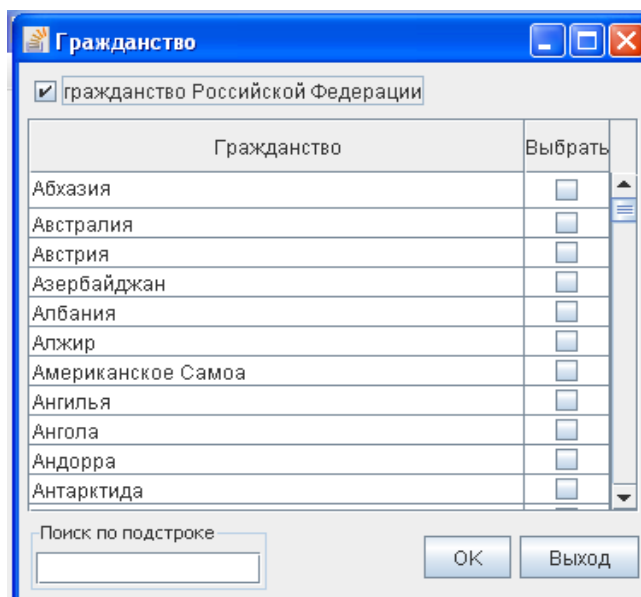 Гражданство
гражданство Российской Федерации
Гражданство Выбрать
Абхазия
Австралия
Австрия
Азербайджан
Албания
Алжир
Американское Самоа
Ангилья
Ангола
Андорра
Антарктида
Поиск по подстроке
OK Выход